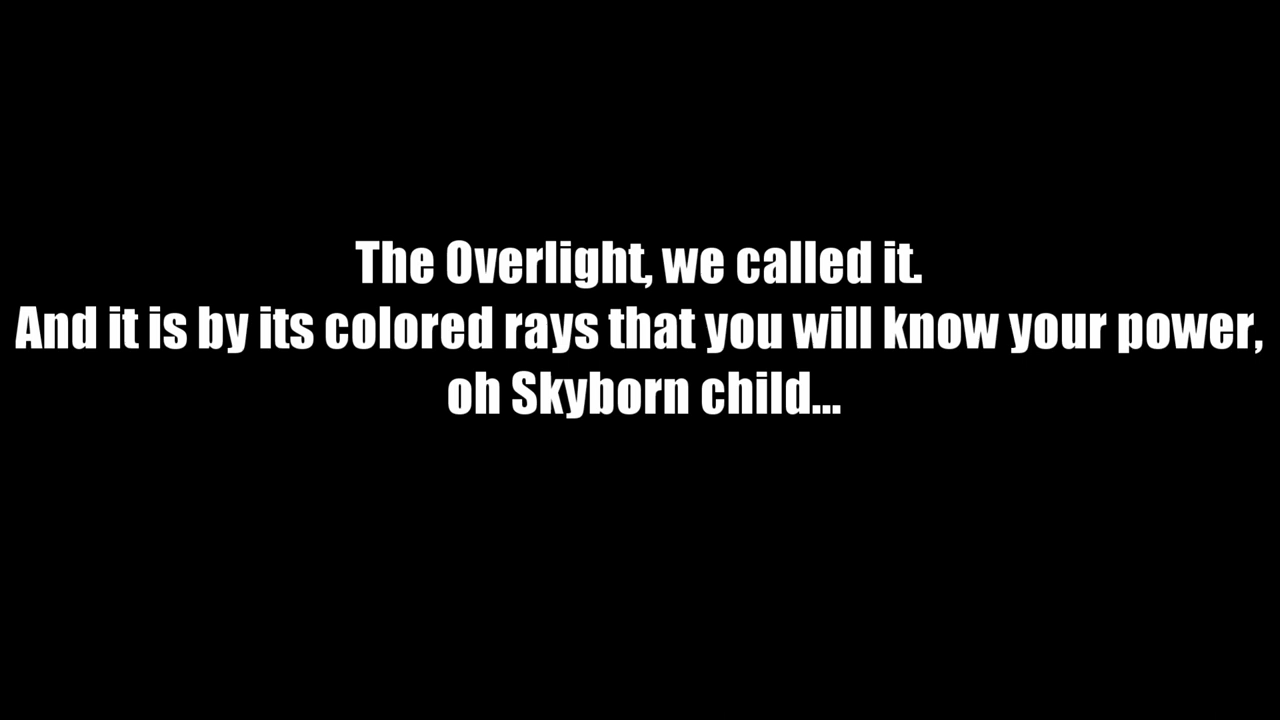 The Overlight, we called it.
And it is by its colored rays that you will know your power,
oh Skyborn child...